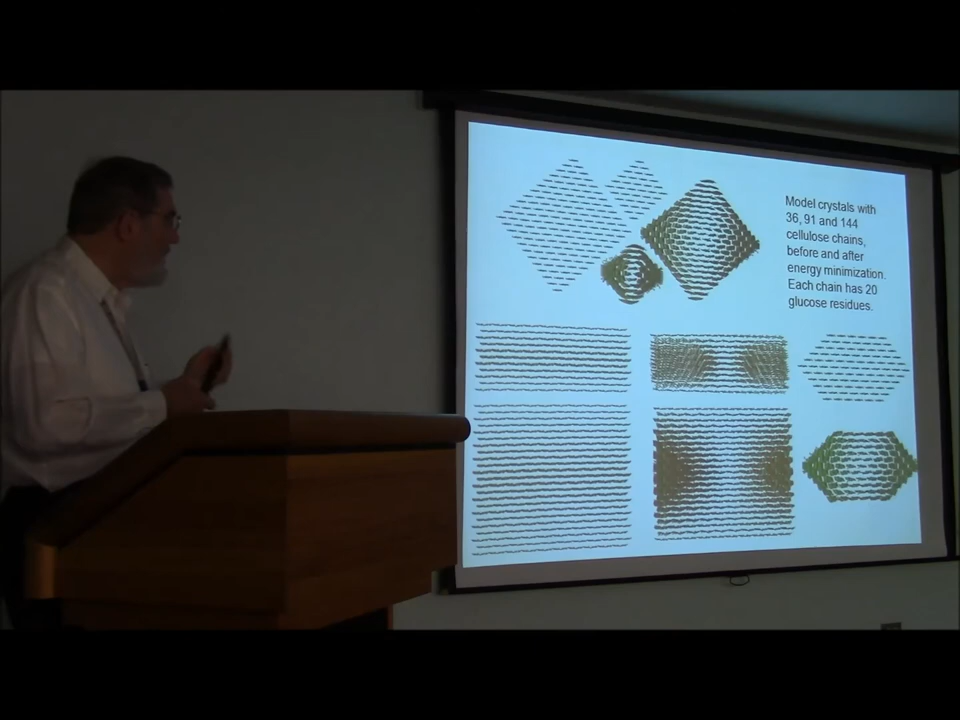 Model crystals with
36, 91 and 144
cellulose chains,
before and after
energy minimization.
Each chain has 20
glucose residues.